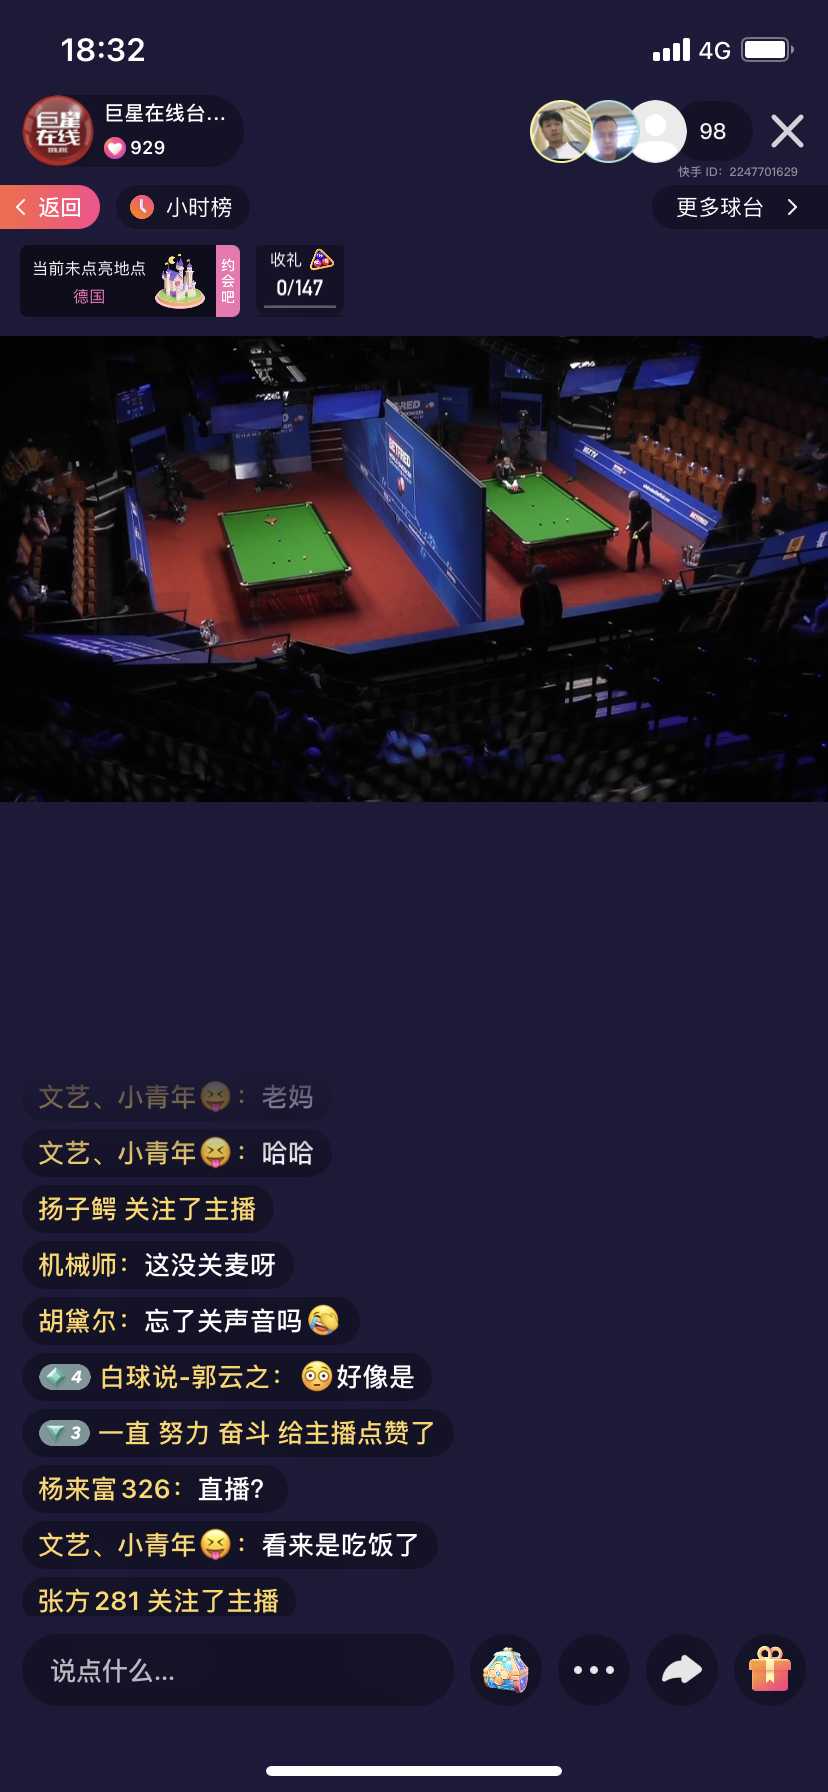 18:32
4G
巨星
在线
巨星在线台...
929
98
快手 ID：2247701629
返回
小时榜
更多球台
当前未点亮地点
德国
约会吧
收礼
0/147
BETFRED
文艺、小青年😝：老妈
文艺、小青年😝：哈哈
扬子鳄 关注了主播
机械师：这没关麦呀
胡黛尔：忘了关声音吗🤣
4 白球说-郭云之：😳好像是
3 一直 努力 奋斗 给主播点赞了
杨来富326：直播?
文艺、小青年😝：看来是吃饭了
张方281 关注了主播
说点什么...